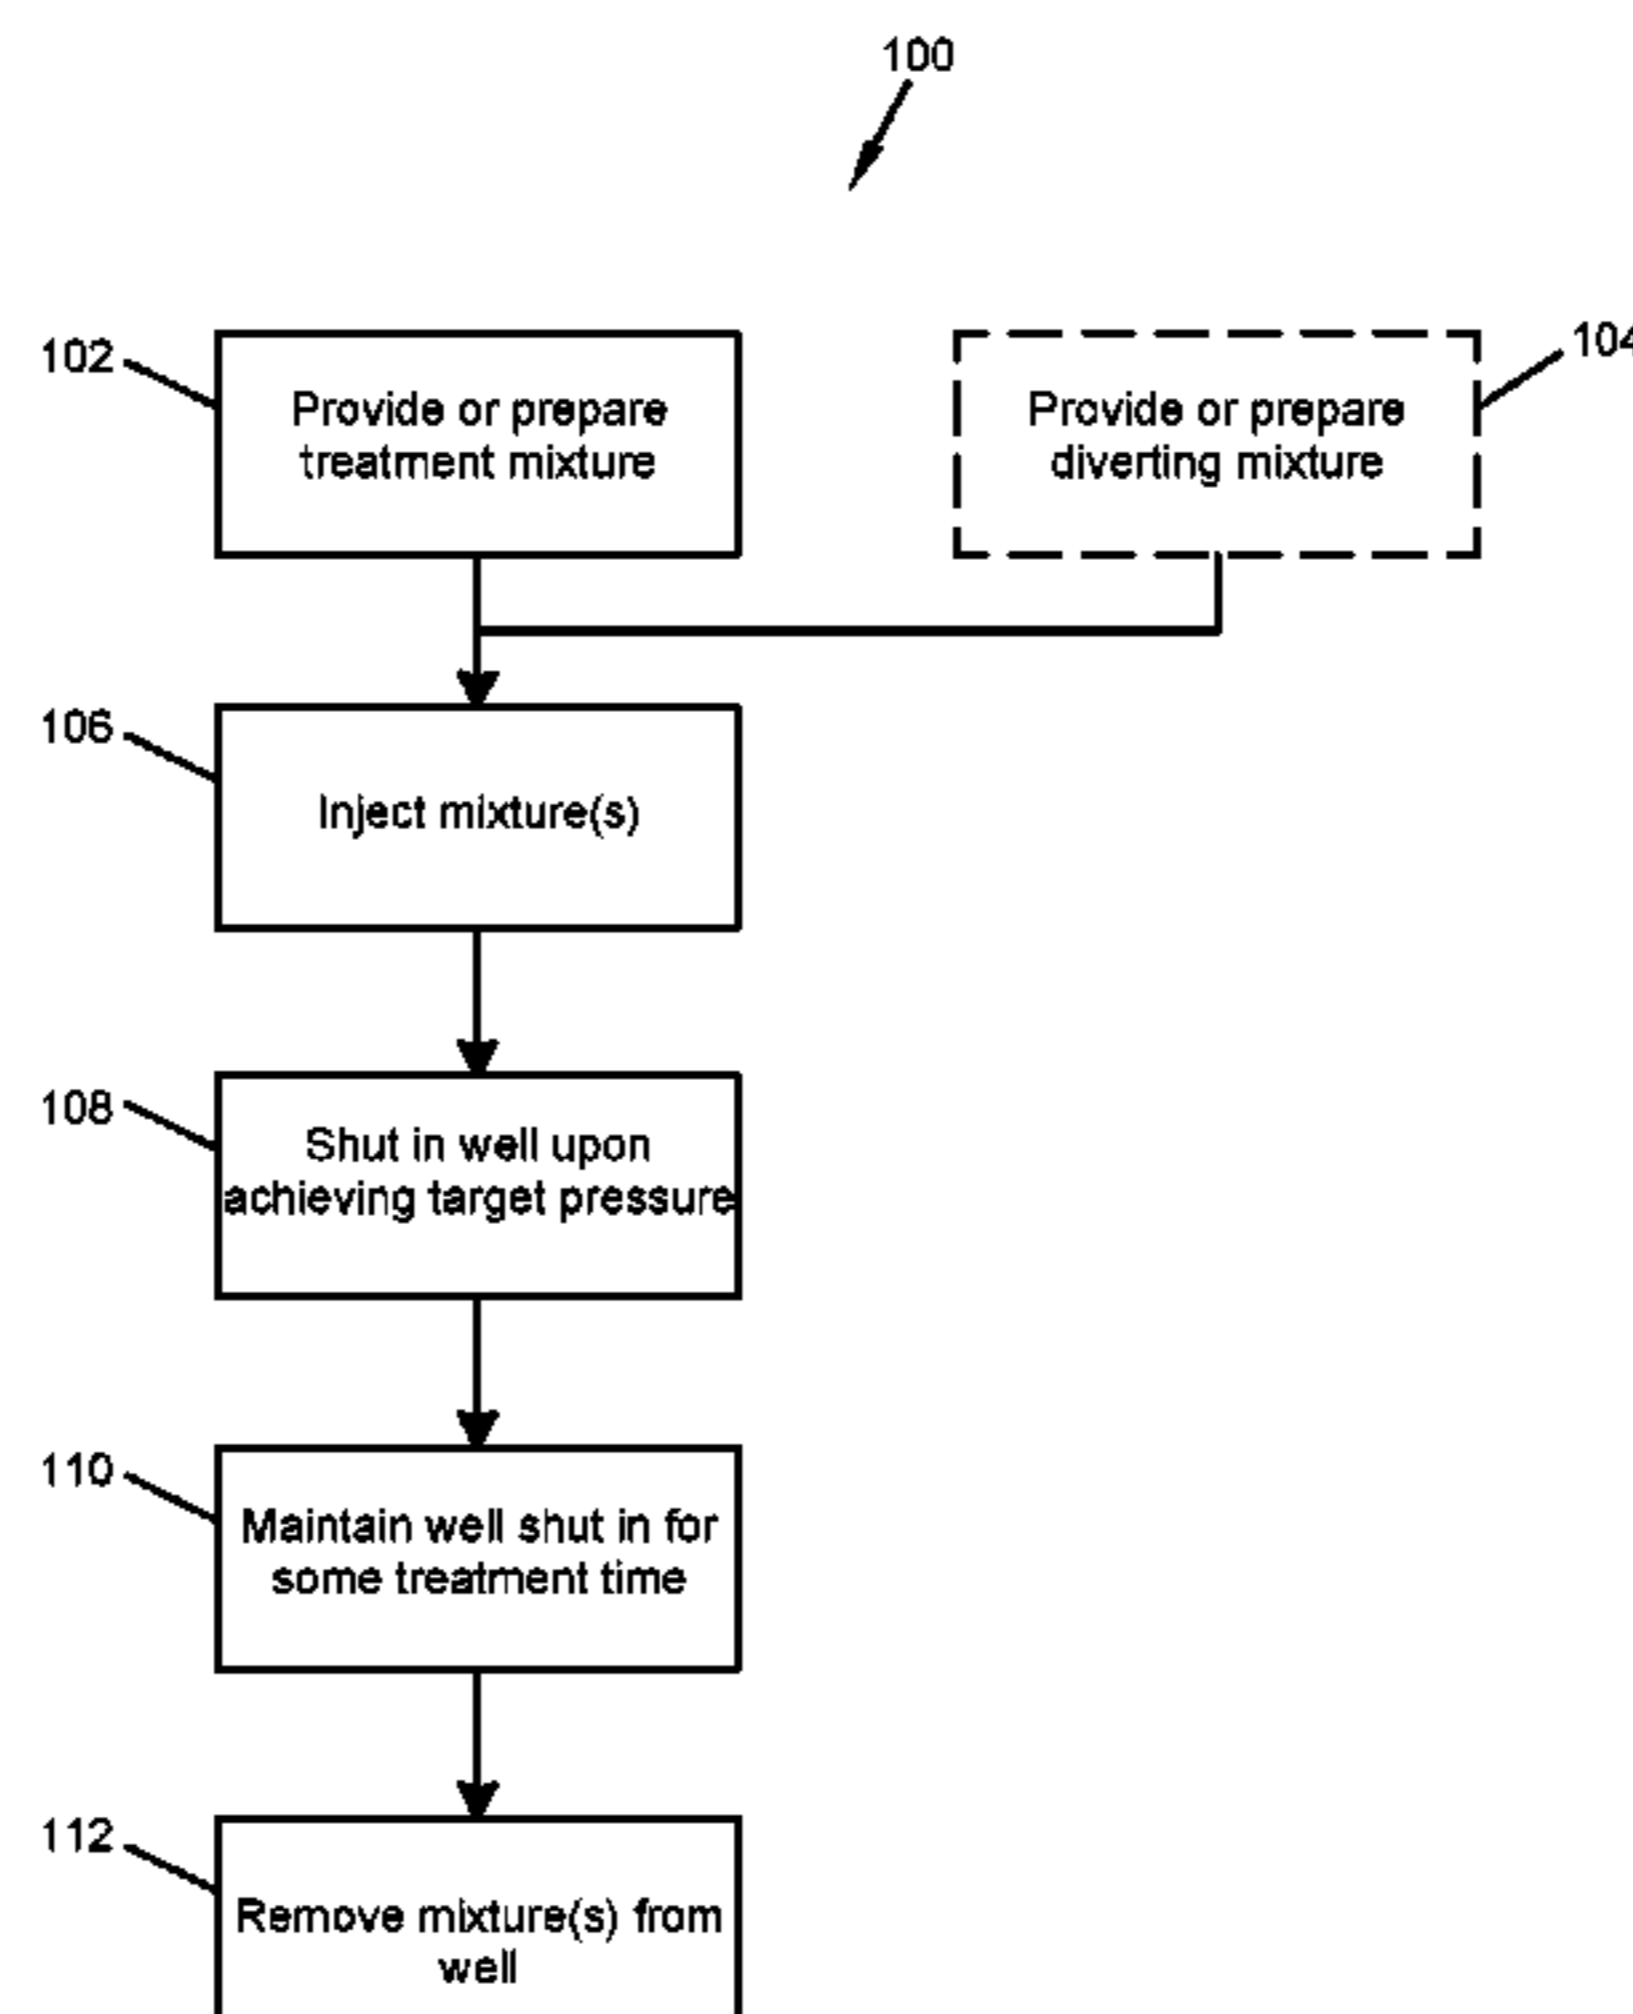 100
102
Provide or prepare
treatment mixture
Provide or prepare
diverting mixture
104
106
Inject mixture(s)
108
Shut in well upon
achieving target pressure
110
Maintain well shut in for
some treatment time
112
Remove mixture(s) from
well